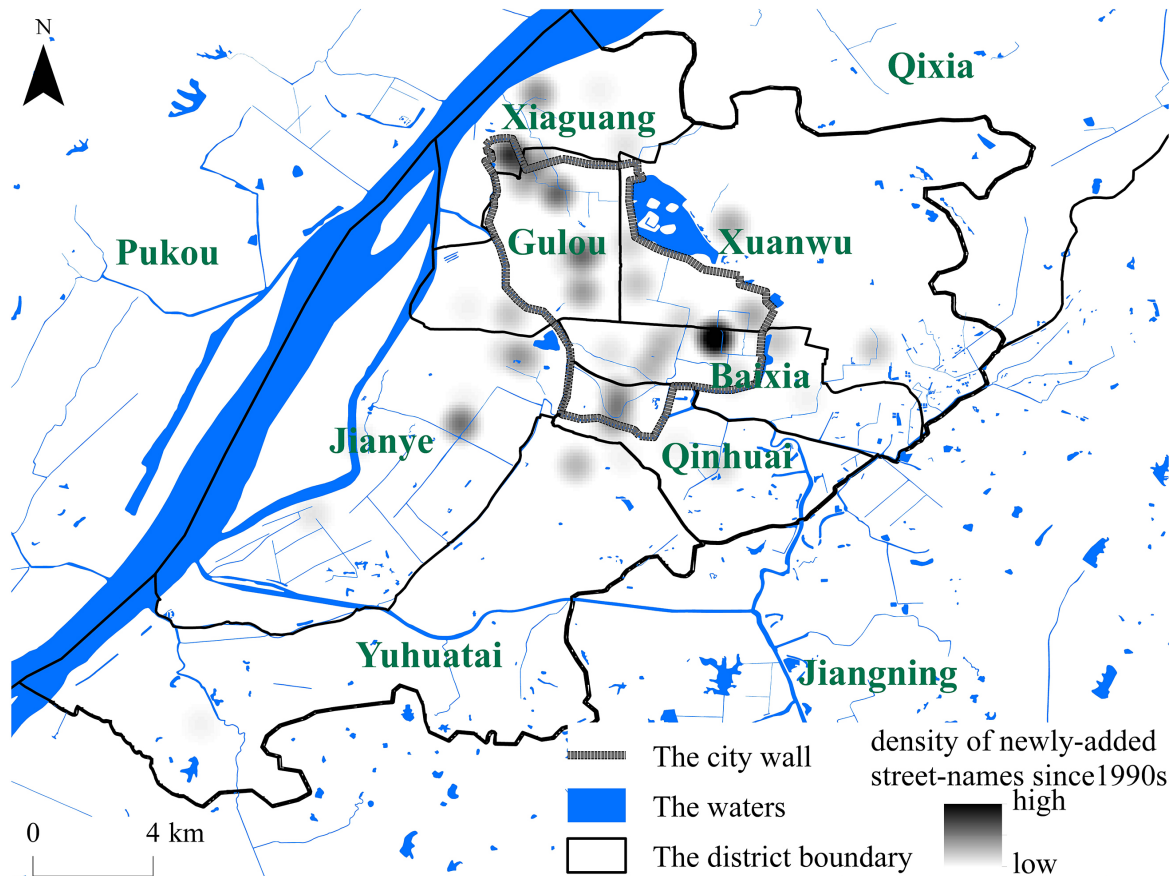 N
Qixia
Xiaguang
Gulou
Xuanwu
Pukou
Baixia
Jianye
Qinhuai
Yuhuatai
Jiangning
The city wall
The waters
The district boundary
density of newly-added
street-names since1990s
high
low
0 4 km